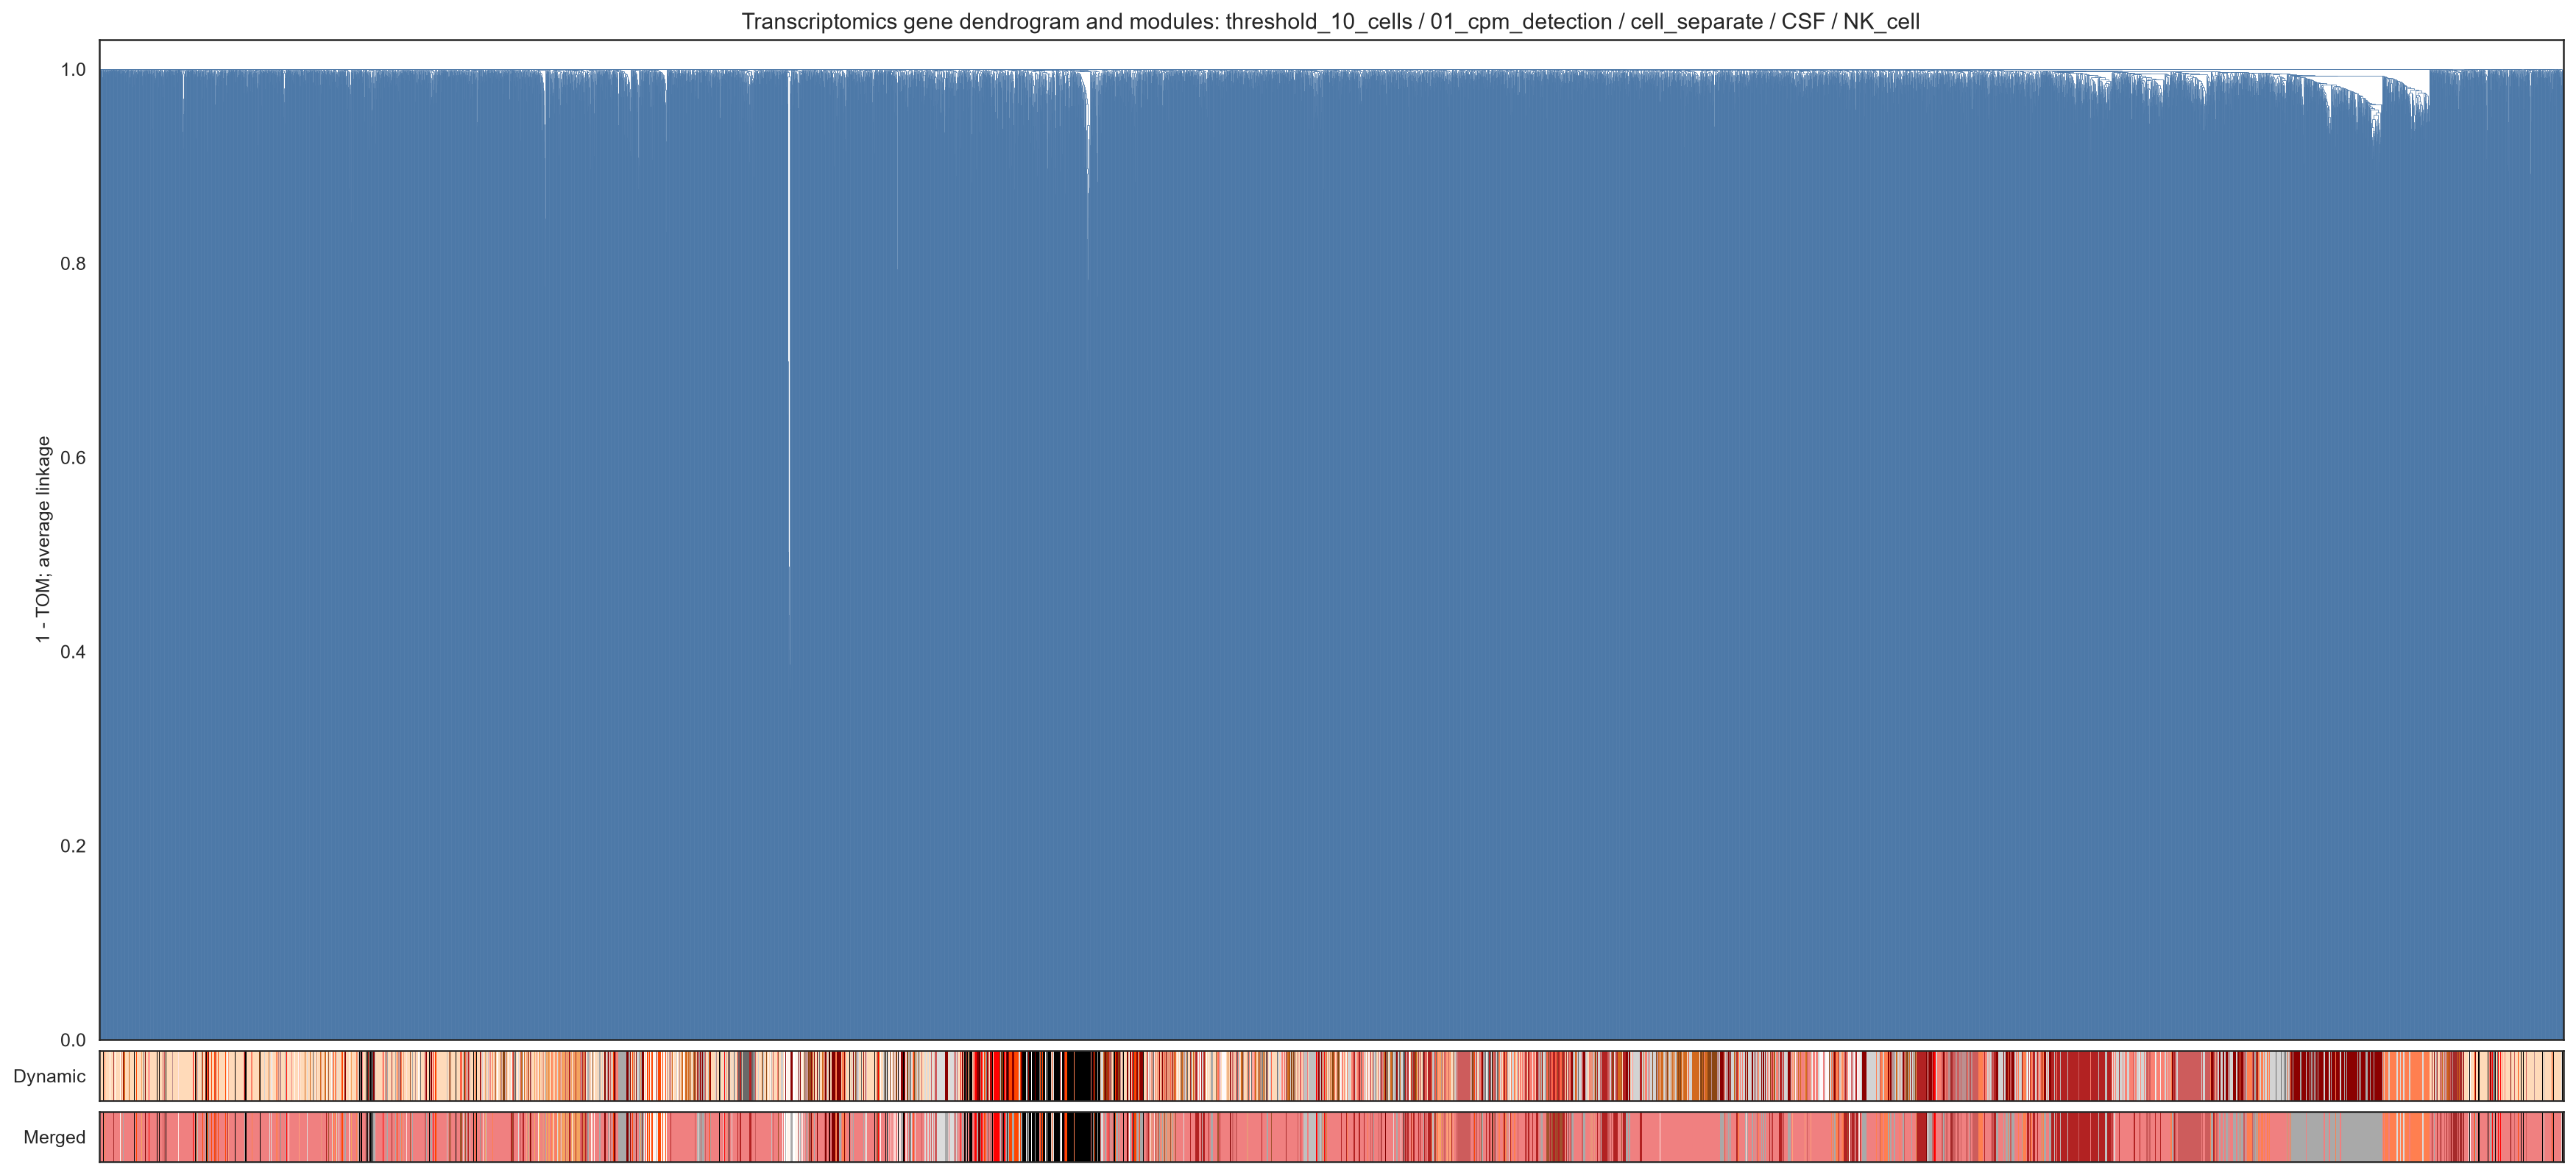 Transcriptomics gene dendrogram and modules: threshold_10_cells / 01_cpm_detection / cell_separate / CSF / NK_cell
1.0
0.8
0.6
0.4
0.2
0.0
1 - TOM; average linkage
Dynamic
Merged